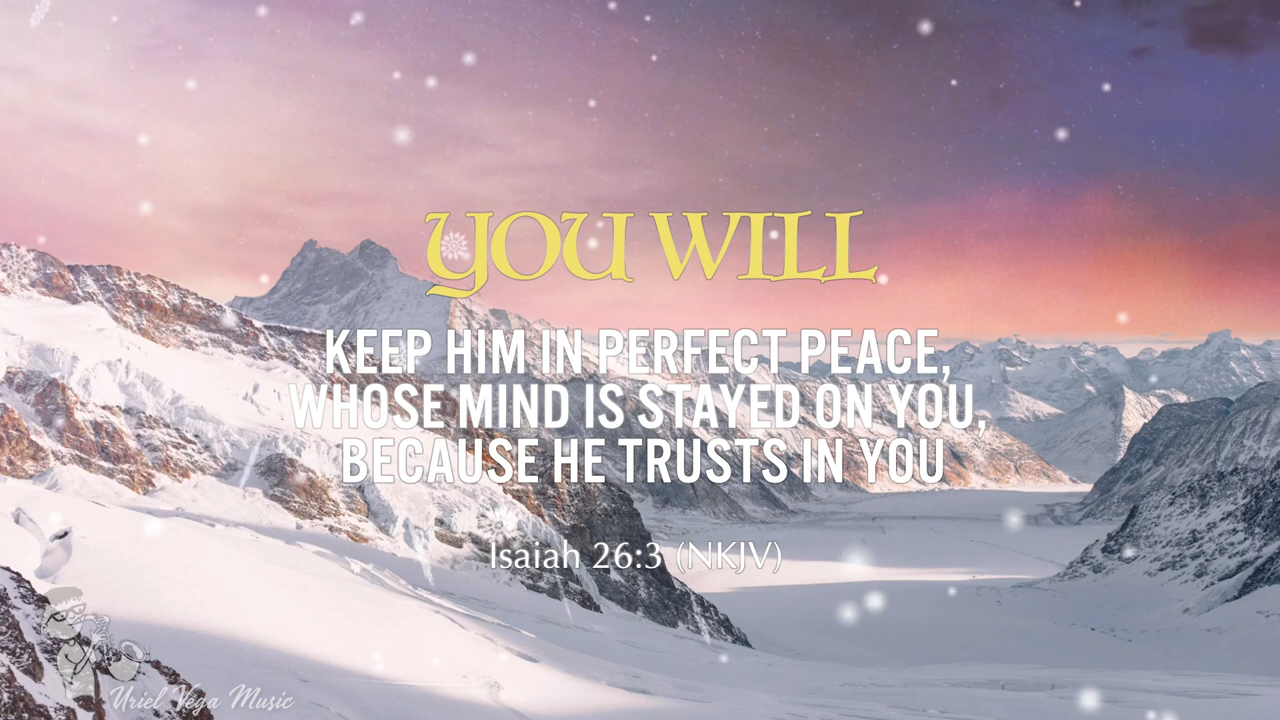 YOU WILL
KEEP HIM IN PERFECT PEACE,
WHOSE MIND IS STAYED ON YOU,
BECAUSE HE TRUSTS IN YOU
Isaiah 26:3 (NKJV)
Uriel Vega Music